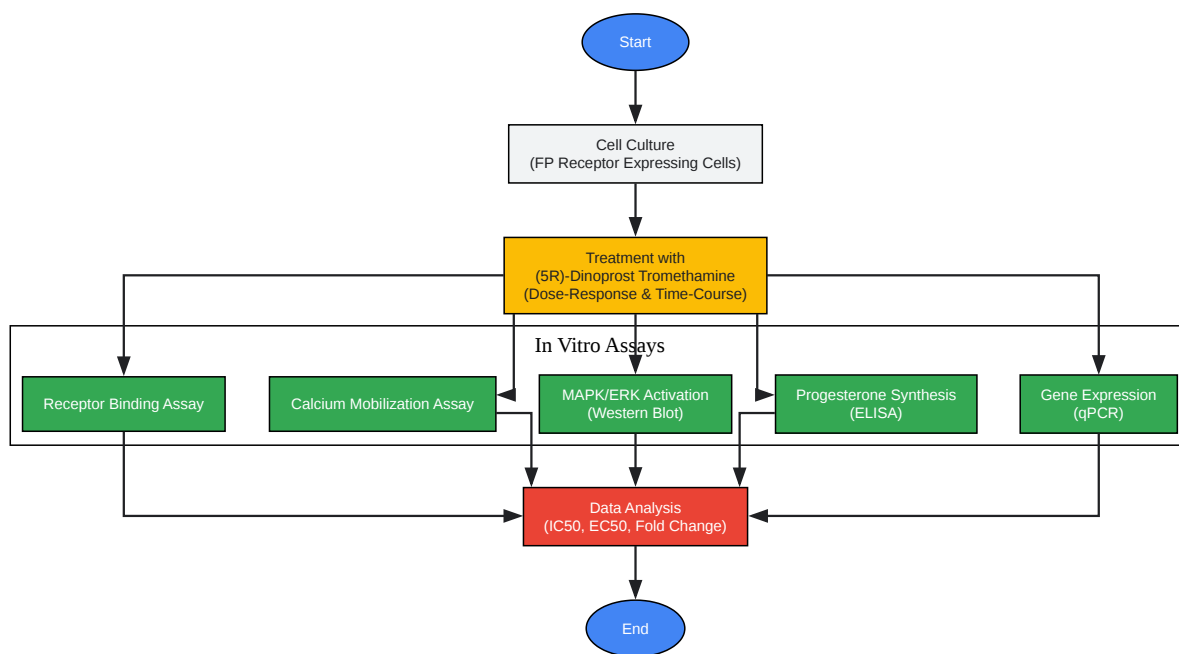 Start
Cell Culture
(FP Receptor Expressing Cells)
Treatment with
(5R)-Dinoprost Tromethamine
(Dose-Response & Time-Course)
In Vitro Assays
Receptor Binding Assay
Calcium Mobilization Assay
MAPK/ERK Activation
(Western Blot)
Progesterone Synthesis
(ELISA)
Gene Expression
(qPCR)
Data Analysis
(IC50, EC50, Fold Change)
End